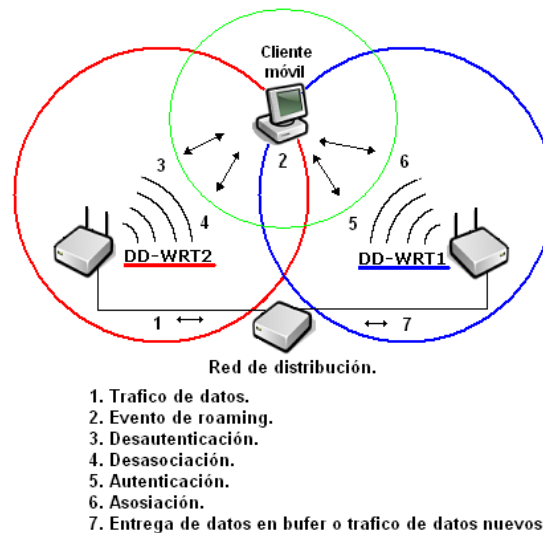 Cliente
móvil
3
2
6
4
5
DD-WRT2
DD-WRT1
1
7
Red de distribución.
1. Trafico de datos.
2. Evento de roaming.
3. Desautenticación.
4. Desasociación.
5. Autenticación.
6. Asosiación.
7. Entrega de datos en bufer o trafico de datos nuevos